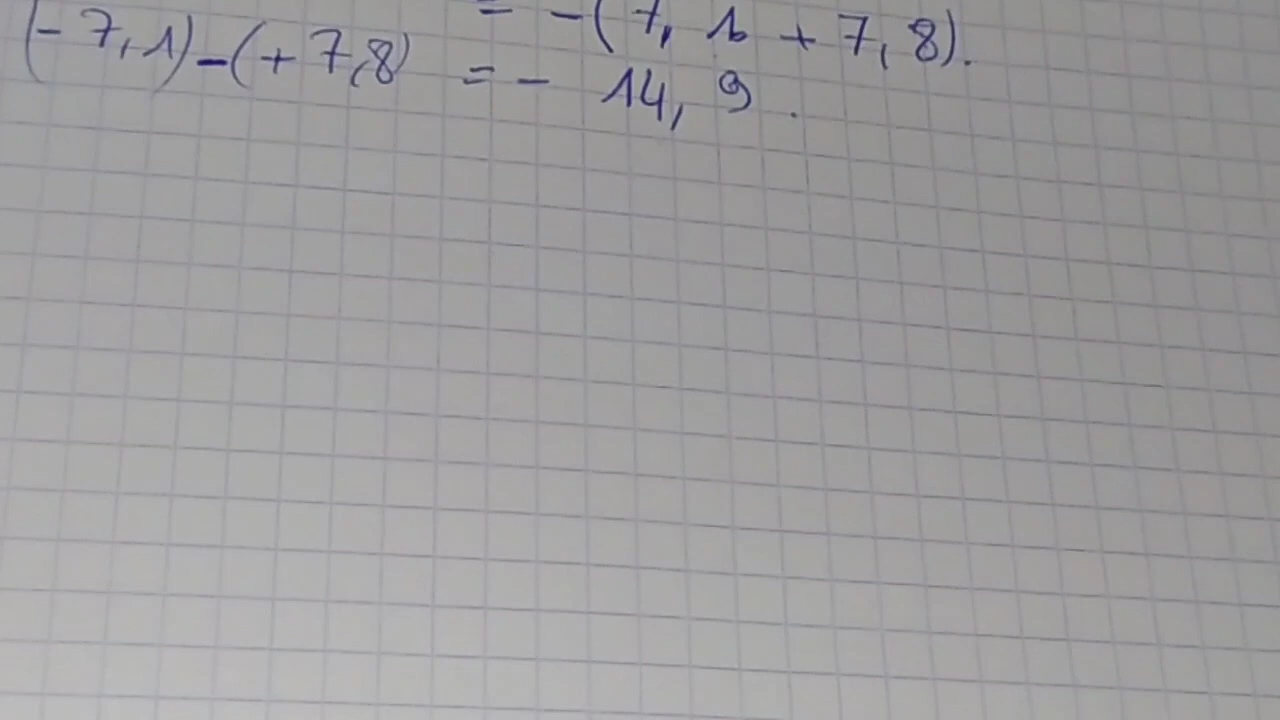 = -(7,1 + 7,8).
(-7,1)-(+7,8) = - 14,9.